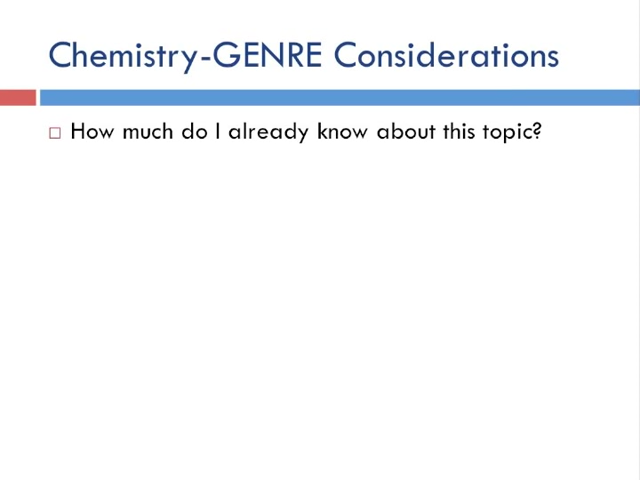 Chemistry-GENRE Considerations
How much do I already know about this topic?